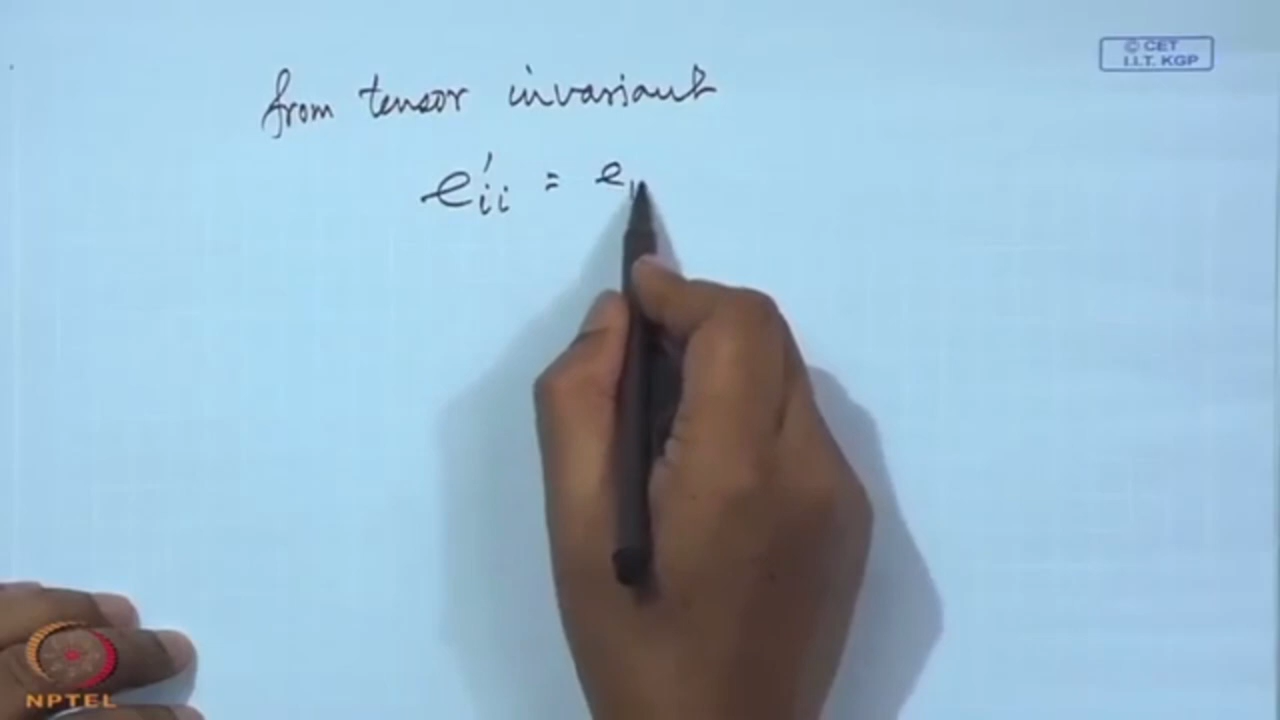 © CET
I.I.T. KGP
from tensor invariant
e'ii = e
NPTEL